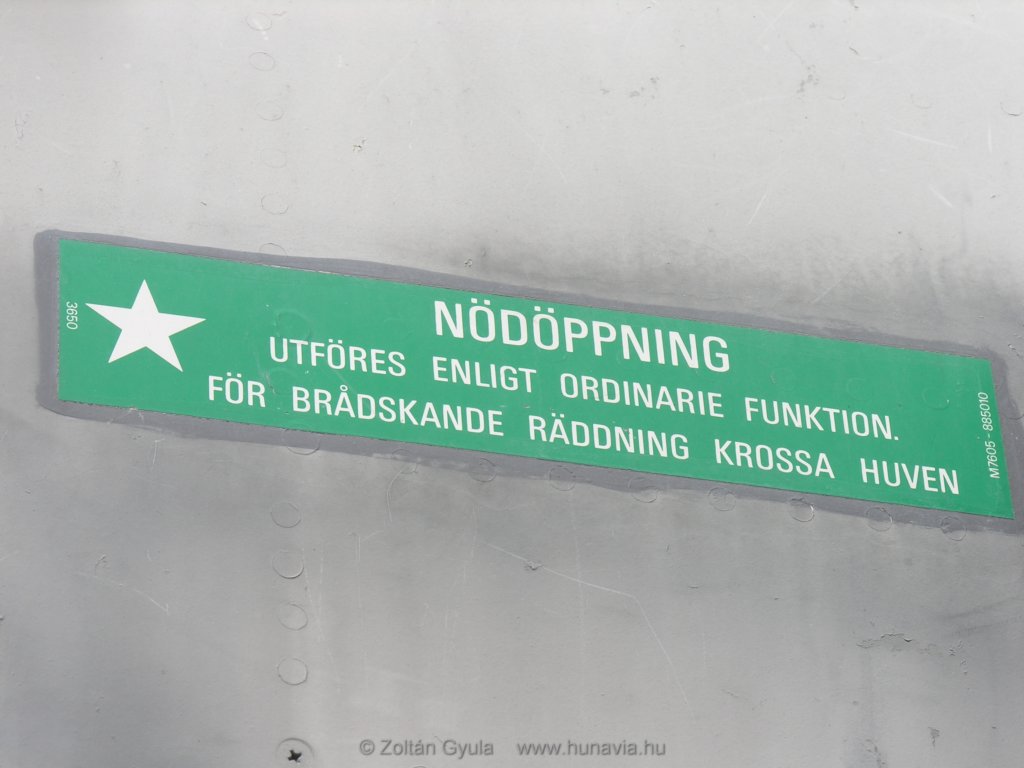 3650
NÖDÖPPNING
UTFÖRES ENLIGT ORDINARIE FUNKTION.
FÖR BRÅDSKANDE RÄDDNING KROSSA HUVEN
M7605-885010
© Zoltán Gyula www.hunavia.hu